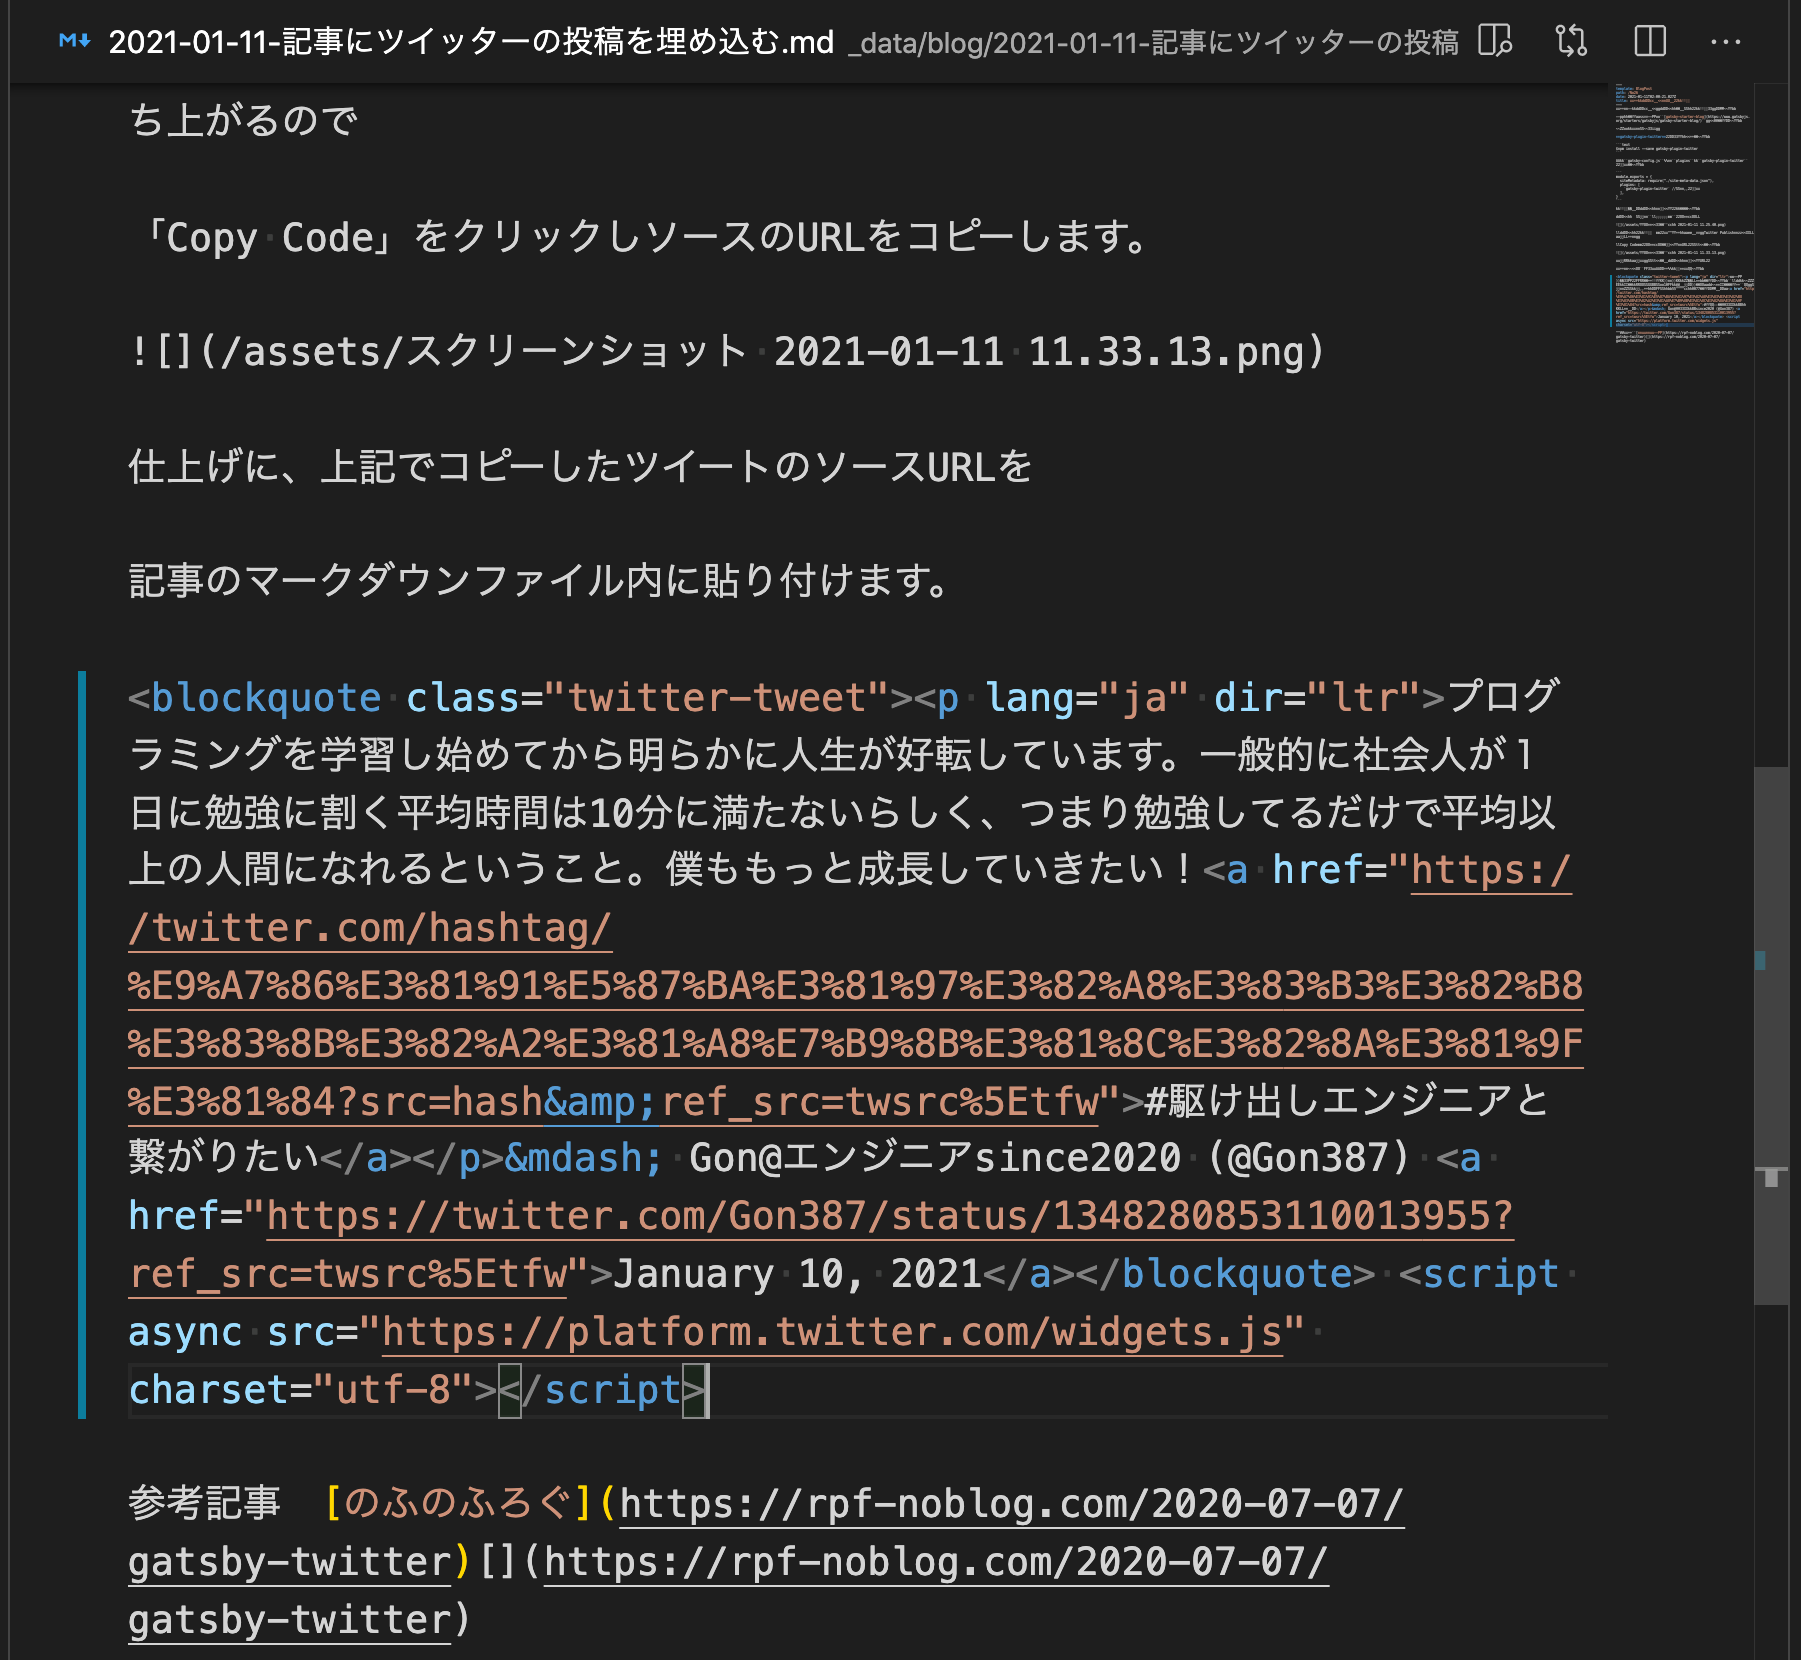 2021-01-11-記事にツイッターの投稿を埋め込む.md _data/blog/2021-01-11-記事にツイッターの投稿
ち上がるので
「Copy Code」をクリックしソースのURLをコピーします。
![](/assets/スクリーンショット 2021-01-11 11.33.13.png)
仕上げに、上記でコピーしたツイートのソースURLを
記事のマークダウンファイル内に貼り付けます。
<blockquote class="twitter-tweet"><p lang="ja" dir="ltr">プログ
ラミングを学習し始めてから明らかに人生が好転しています。一般的に社会人が１
日に勉強に割く平均時間は10分に満たないらしく、つまり勉強してるだけで平均以
上の人間になれるということ。僕ももっと成長していきたい！<a href="https:/
/twitter.com/hashtag/
%E9%A7%86%E3%81%91%E5%87%BA%E3%81%97%E3%82%A8%E3%83%B3%E3%82%B8
%E3%83%8B%E3%82%A2%E3%81%A8%E7%B9%8B%E3%81%8C%E3%82%8A%E3%81%9F
%E3%81%84?src=hash&amp;ref_src=twsrc%5Etfw">#駆け出しエンジニアと
繋がりたい</a></p>&mdash; Gon@エンジニアsince2020 (@Gon387) <a
href="https://twitter.com/Gon387/status/1348280853110013955?
ref_src=twsrc%5Etfw">January 10, 2021</a></blockquote> <script
async src="https://platform.twitter.com/widgets.js"
charset="utf-8"></script>
参考記事　[のふのふろぐ](https://rpf-noblog.com/2020-07-07/
gatsby-twitter)[](https://rpf-noblog.com/2020-07-07/
gatsby-twitter)